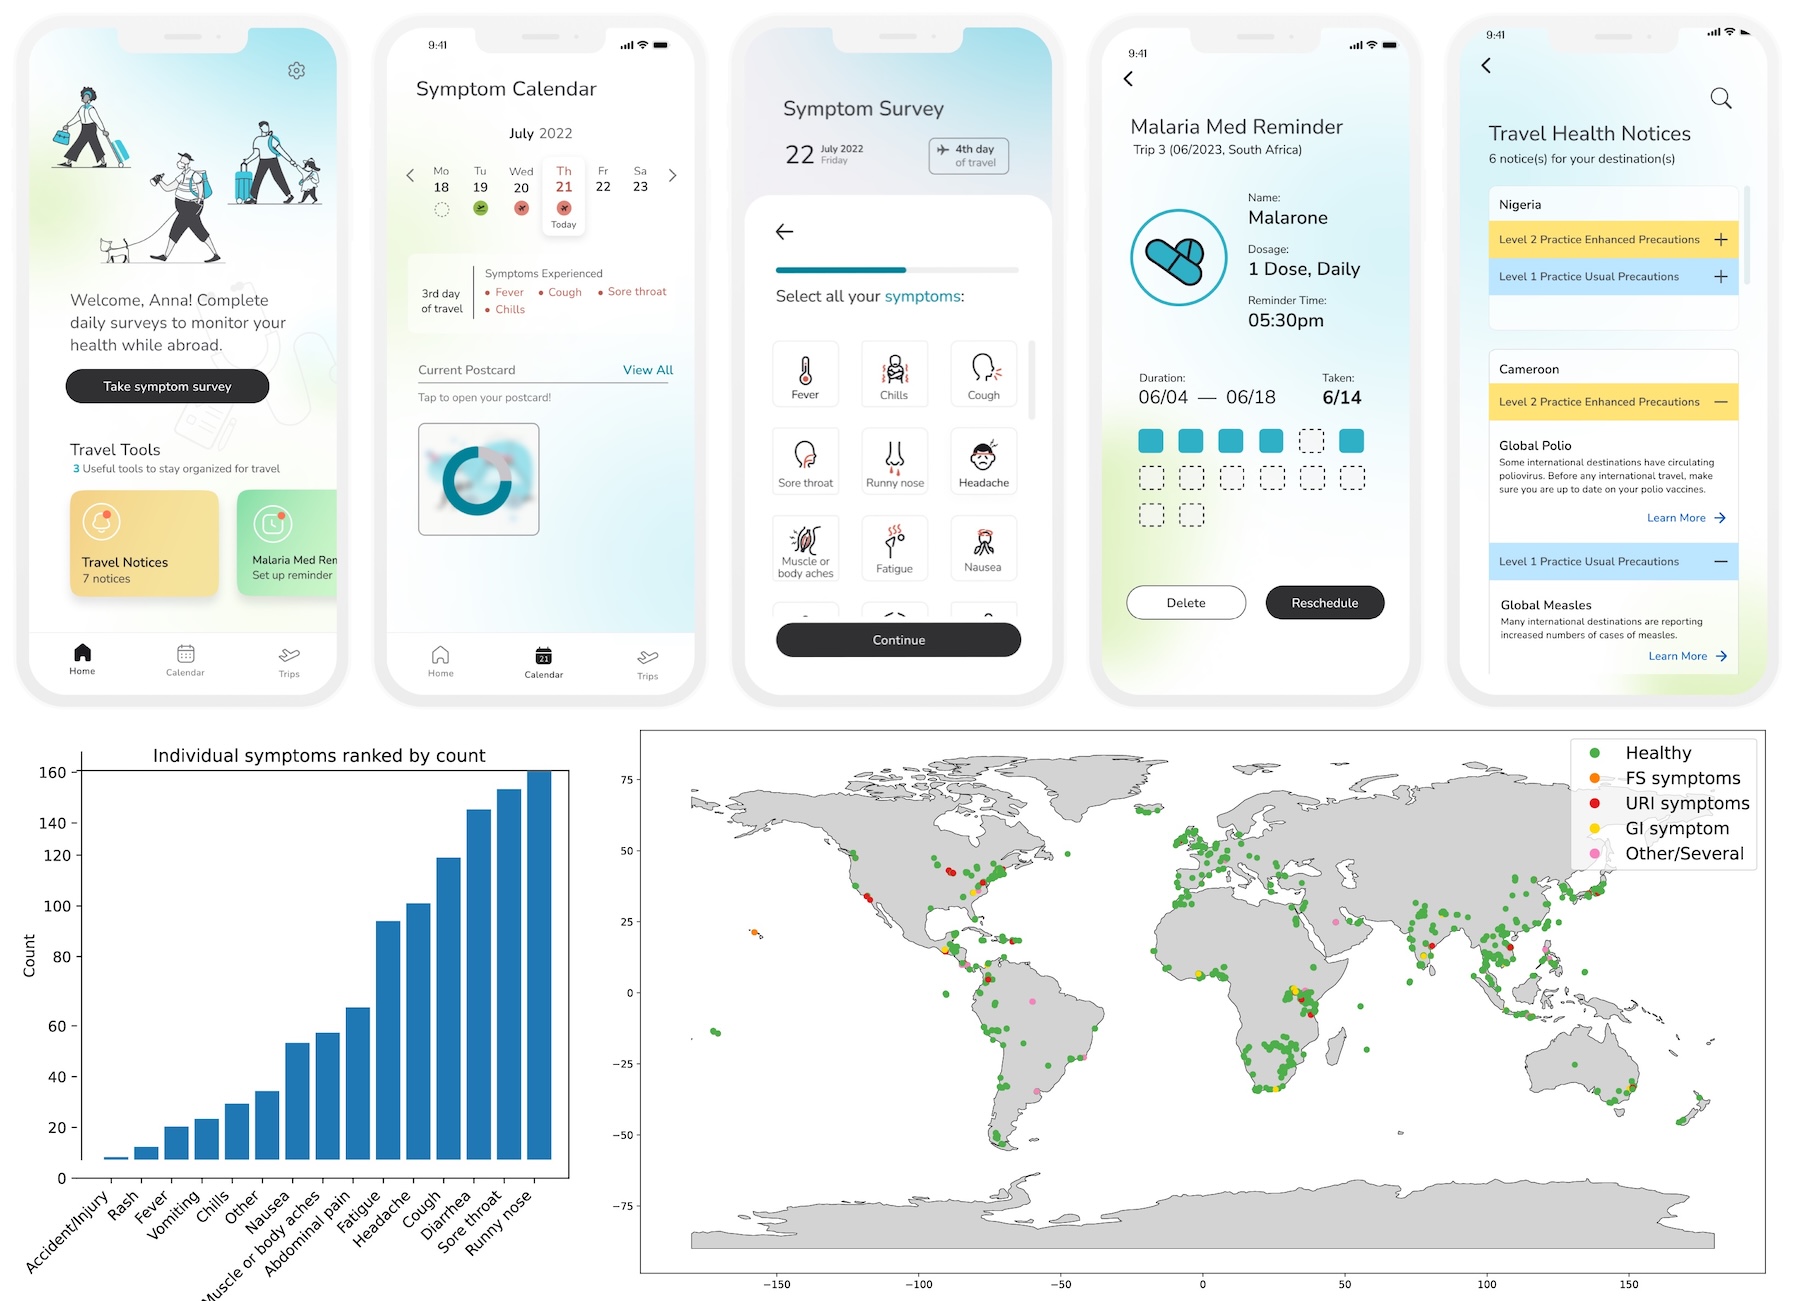 Welcome, Anna! Complete
daily surveys to monitor your
health while abroad.
Take symptom survey
Travel Tools
3 Useful tools to stay organized for travel
Travel Notices
7 notices
Malaria Med Rem
Set up reminder
Home
Calendar
Trips
9:41
Symptom Calendar
July 2022
Mo Tu Wed Th Fr Sa
18 19 20 21 22 23
Today
3rd day
of travel
Symptoms Experienced
• Fever • Cough • Sore throat
• Chills
Current Postcard View All
Tap to open your postcard!
Home
21
Calendar
Trips
Symptom Survey
22 July 2022
Friday
4th day
of travel
Select all your symptoms:
Fever
Chills
Cough
Sore throat
Runny nose
Headache
Muscle or
body aches
Fatigue
Nausea
Continue
9:41
Malaria Med Reminder
Trip 3 (06/2023, South Africa)
Name:
Malarone
Dosage:
1 Dose, Daily
Reminder Time:
05:30pm
Duration:
06/04 — 06/18
Taken:
6/14
Delete
Reschedule
9:41
Travel Health Notices
6 notice(s) for your destination(s)
Nigeria
Level 2 Practice Enhanced Precautions +
Level 1 Practice Usual Precautions +
Cameroon
Level 2 Practice Enhanced Precautions —
Global Polio
Some international destinations have circulating
poliovirus. Before any international travel, make
sure you are up to date on your polio vaccines.
Learn More →
Level 1 Practice Usual Precautions —
Global Measles
Many international destinations are reporting
increased numbers of cases of measles.
Learn More →
Individual symptoms ranked by count
160
140
120
100
80
60
40
20
0
Count
Accident/Injury
Rash
Fever
Vomiting
Chills
Other
Nausea
Muscle or body aches
Abdominal pain
Fatigue
Headache
Cough
Diarrhea
Sore throat
Runny nose
Healthy
FS symptoms
URI symptoms
GI symptom
Other/Several
75
50
25
0
−25
−50
−75
−150 −100 −50 0 50 100 150